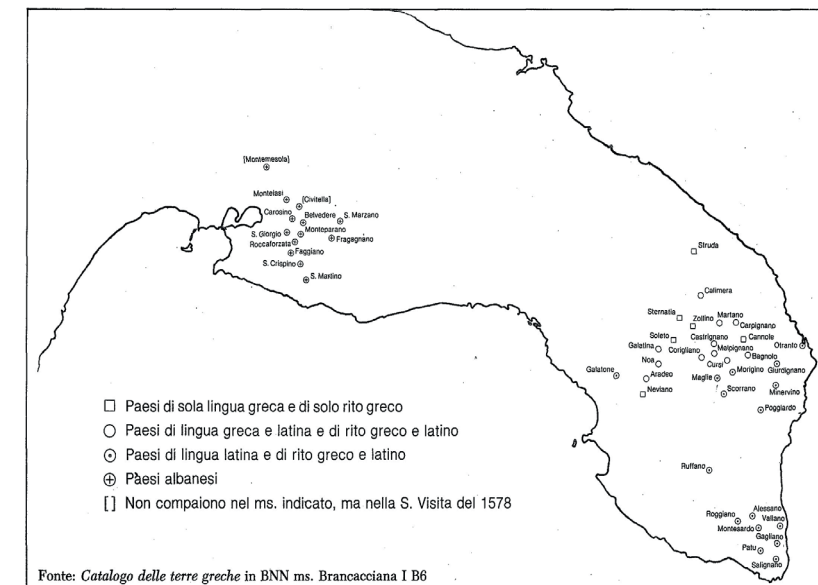 [Montemesola]
Montelasi
[Civitella]
Carosino
Belvedere
S. Marzano
S. Giorgio
Monteparano
Roccaforzata
Fragagnano
Faggiano
S. Crispino
S. Martino
Struda
Calimera
Sternatia
Zollino
Martano
Carpignano
Soleto
Castrignano
Cannole
Otranto
Galatina
Corigliano
Melpignano
Bagnolo
Noa
Cursi
Giurdignano
Galatone
Aradeo
Maglie
Morigino
Neviano
Scorrano
Minervino
Poggiardo
Ruffano
Roggiano
Alessano
Montesardo
Valiano
Gagliano
Patu
Salignano
Paesi di sola lingua greca e di solo rito greco
Paesi di lingua greca e latina e di rito greco e latino
Paesi di lingua latina e di rito greco e latino
Paesi albanesi
[ ] Non compaiono nel ms. indicato, ma nella S. Visita del 1578
Fonte: Catalogo delle terre greche in BNN ms. Brancacciana I B6